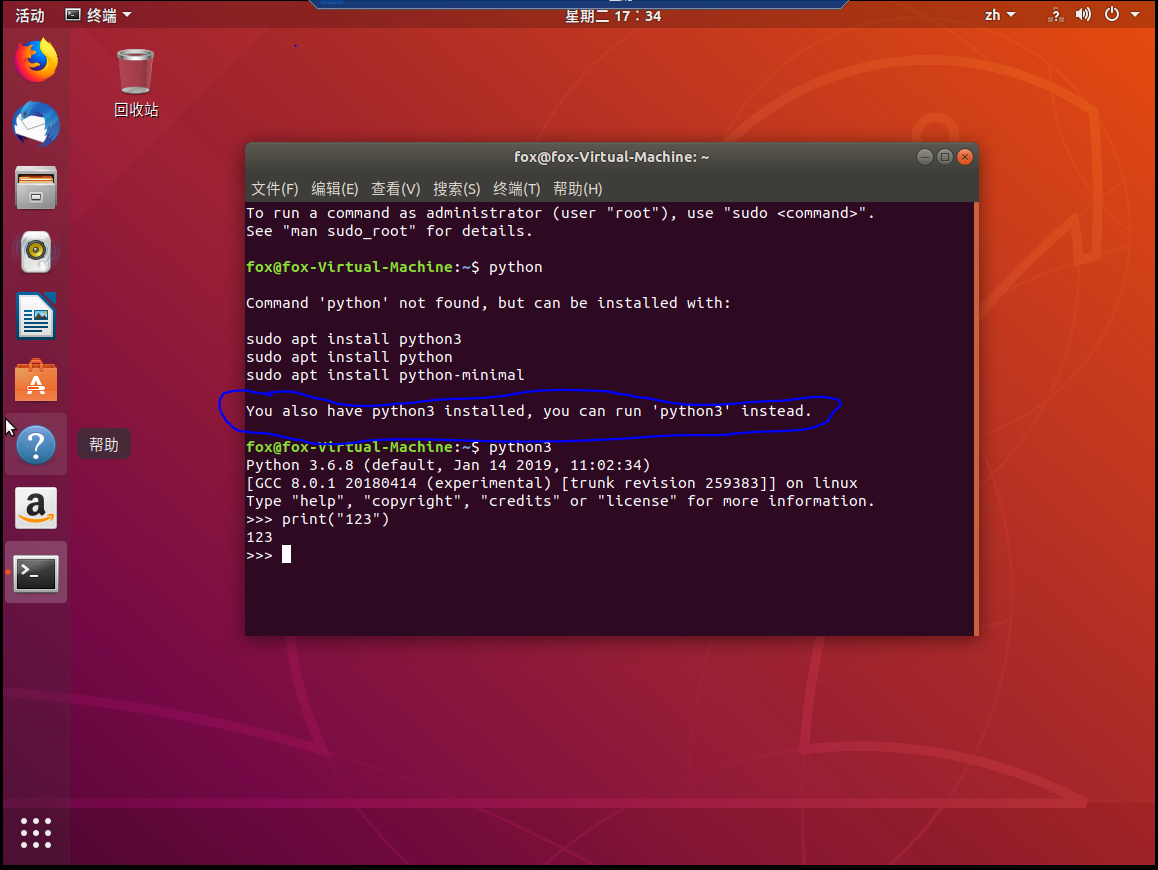 活动 终端 星期二 17：34 zh
回收站
fox@fox-Virtual-Machine: ~
文件(F) 编辑(E) 查看(V) 搜索(S) 终端(T) 帮助(H)
To run a command as administrator (user "root"), use "sudo <command>".
See "man sudo_root" for details.
fox@fox-Virtual-Machine:~$ python
Command 'python' not found, but can be installed with:
sudo apt install python3
sudo apt install python
sudo apt install python-minimal
You also have python3 installed, you can run 'python3' instead.
fox@fox-Virtual-Machine:~$ python3
Python 3.6.8 (default, Jan 14 2019, 11:02:34)
[GCC 8.0.1 20180414 (experimental) [trunk revision 259383]] on linux
Type "help", "copyright", "credits" or "license" for more information.
>>> print("123")
123
>>>
帮助